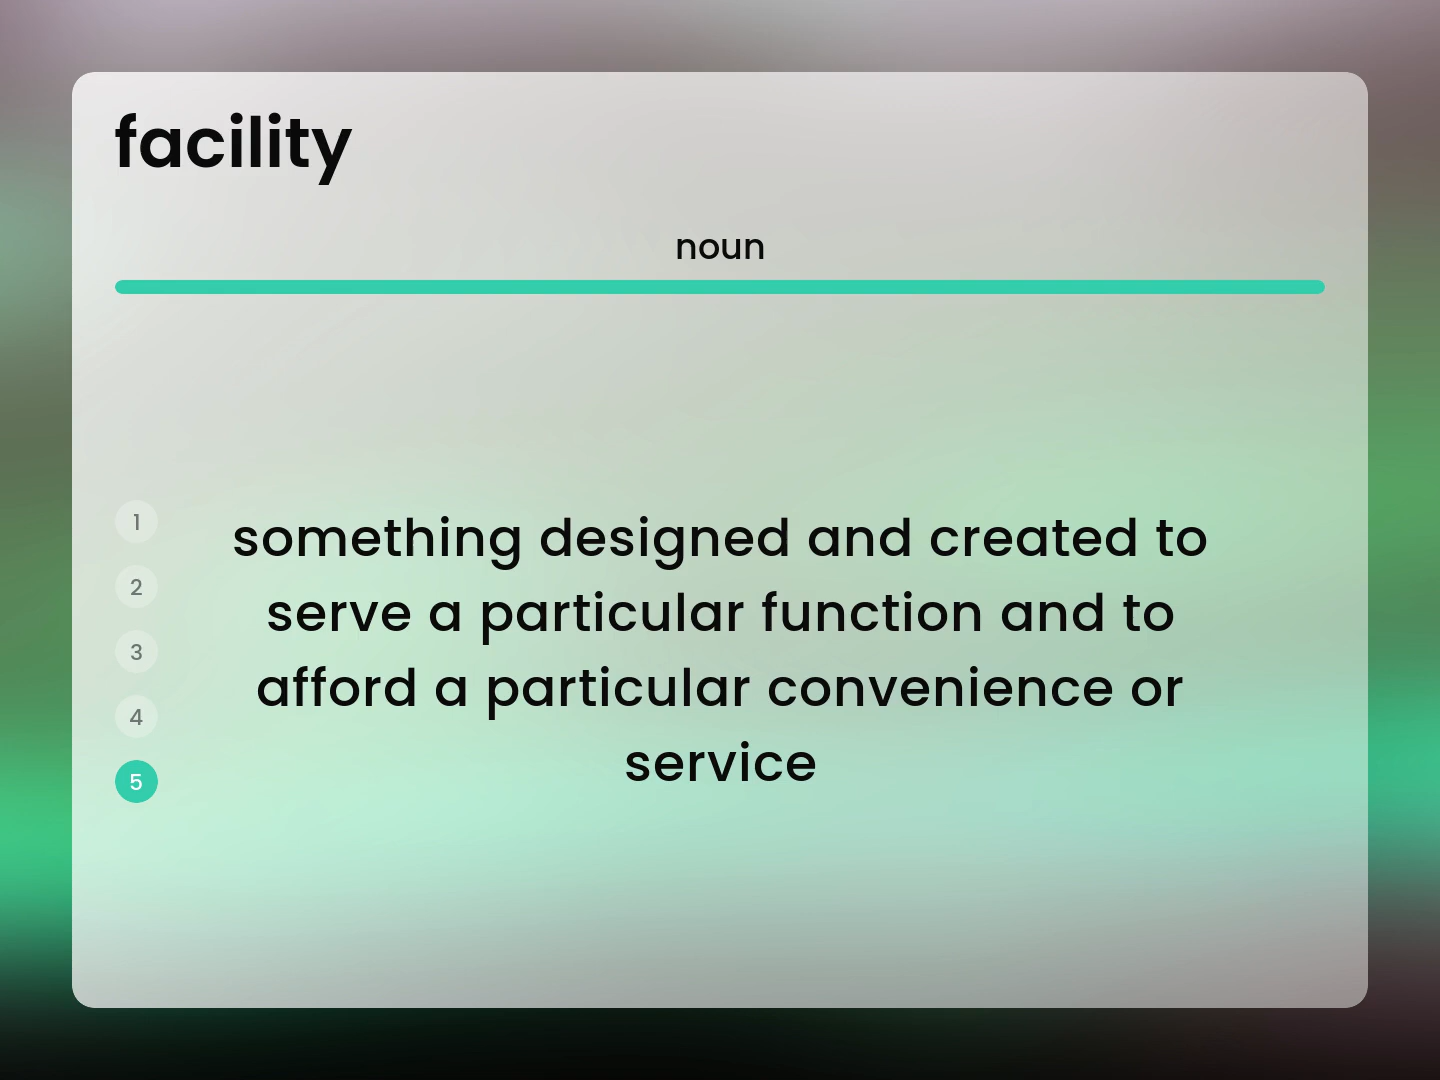 facility
noun
1
2
3
4
5
something designed and created to
serve a particular function and to
afford a particular convenience or
service